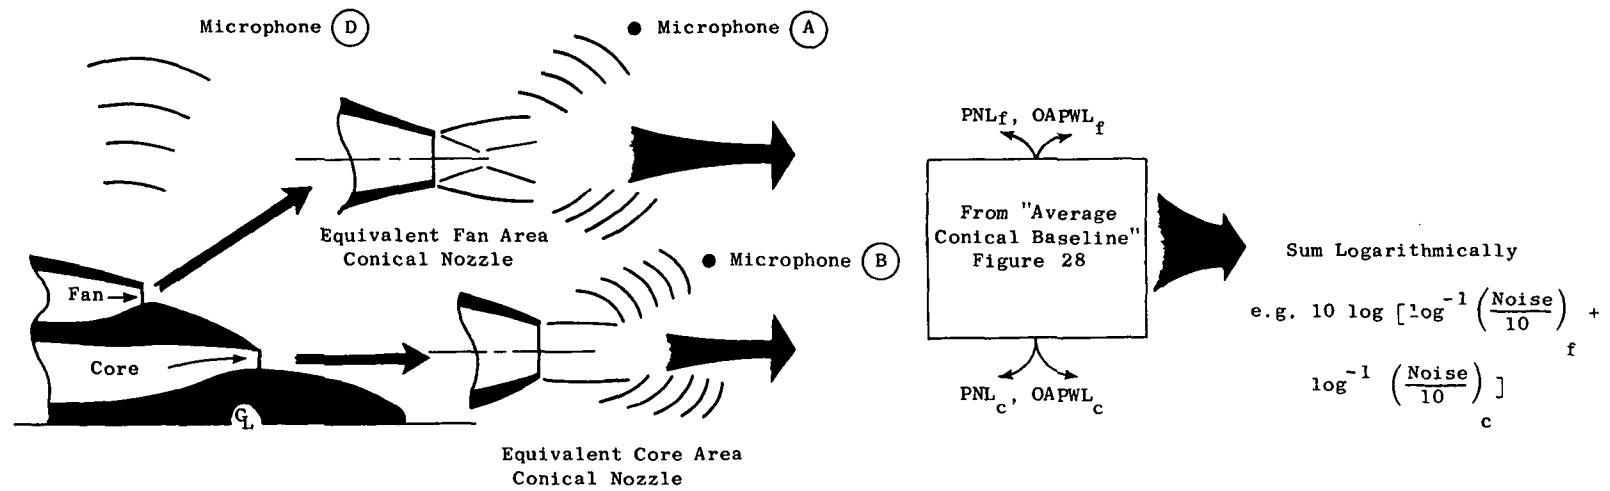 Microphone D
Microphone A
Equivalent Fan Area
Conical Nozzle
Microphone B
Fan
Core
CL
Equivalent Core Area
Conical Nozzle
PNLf, OAPWLf
From "Average
Conical Baseline"
Figure 28
PNLc, OAPWLc
Sum Logarithmically
e.g. 10 log [log-1 (Noise/10)f +
log-1 (Noise/10)c ]